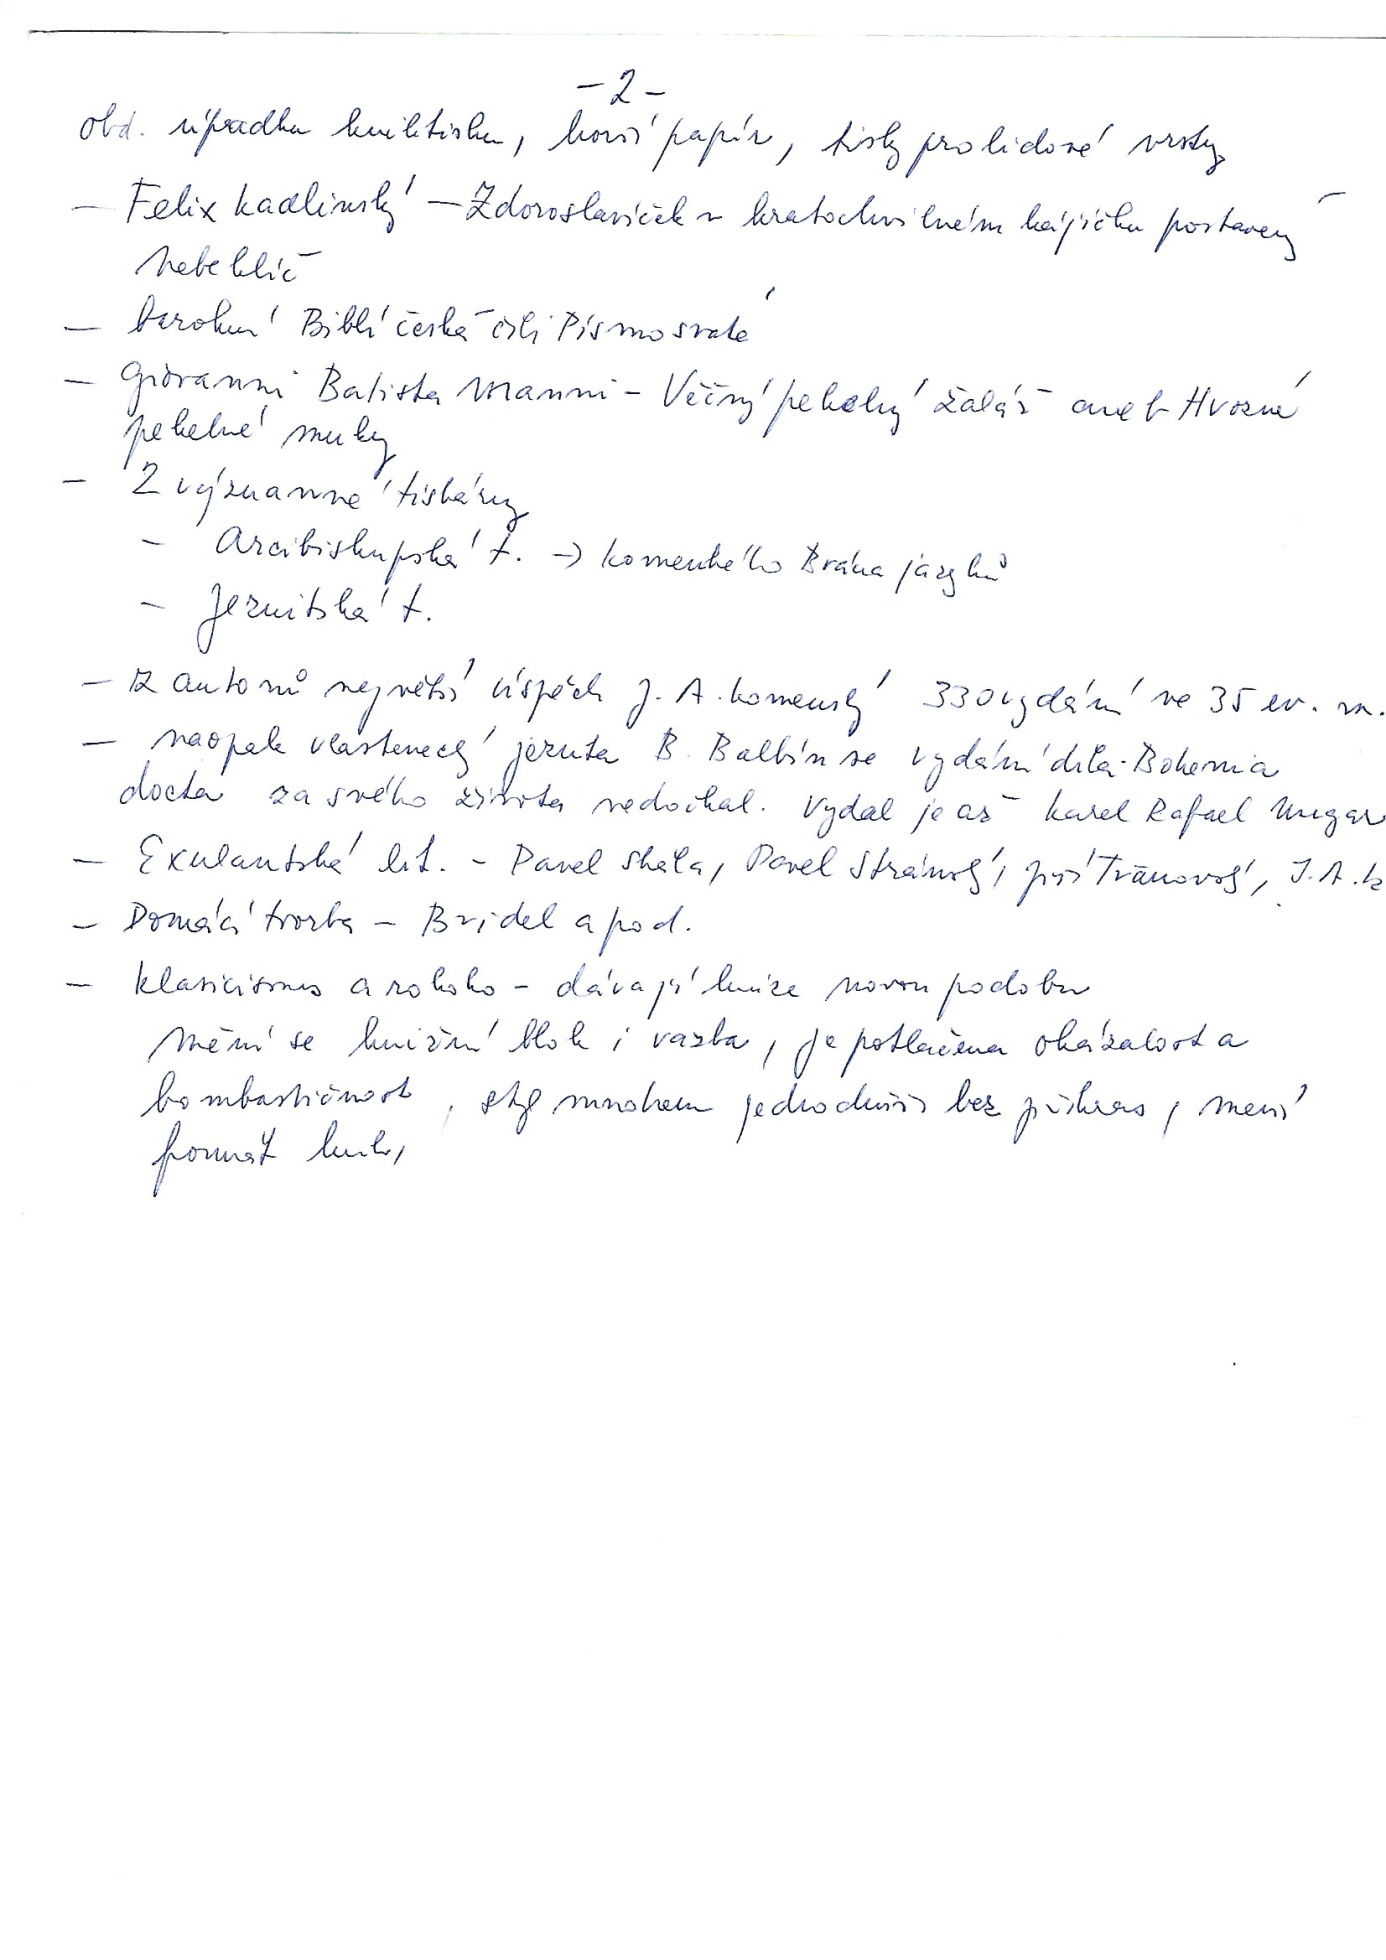 – 2 –
obd. úpadku knihtisku, horší papír, tisky pro lidové vrstvy
– Felix Kadlinský – Zdoroslavíček v kratochvilném hájíčku postavený
nebeklíč
– barokní Biblí česká čili Písmo svaté
– Giovanni Batista Manni – Věčný pekelný žalář aneb Hrozné
pekelné muky
– 2 významné tiskárny
– Arcibiskupská t. → Komenského Brána jazyků
– Jezuitská t.
– z autorů největší úspěch J. A. Komenský 330 vydání ve 35 ev. m.
– naopak vlastenecký jezuita B. Balbín se vydání díla Bohemia
docta za svého života nedočkal. Vydal je až Karel Rafael Ungar
– Exulantská lit. – Pavel Skála, Pavel Stránský, Jiří Třanovský, J. A. K
– Domácí tvorba – Bridel a pod.
– Klasicismus a rokoko – dávají knize novou podobu
Mění se knižní blok i vazba, je potlačena okázalost a
bombastičnost, styl mnohem jednodušší bez příkras, menší
formát knih,